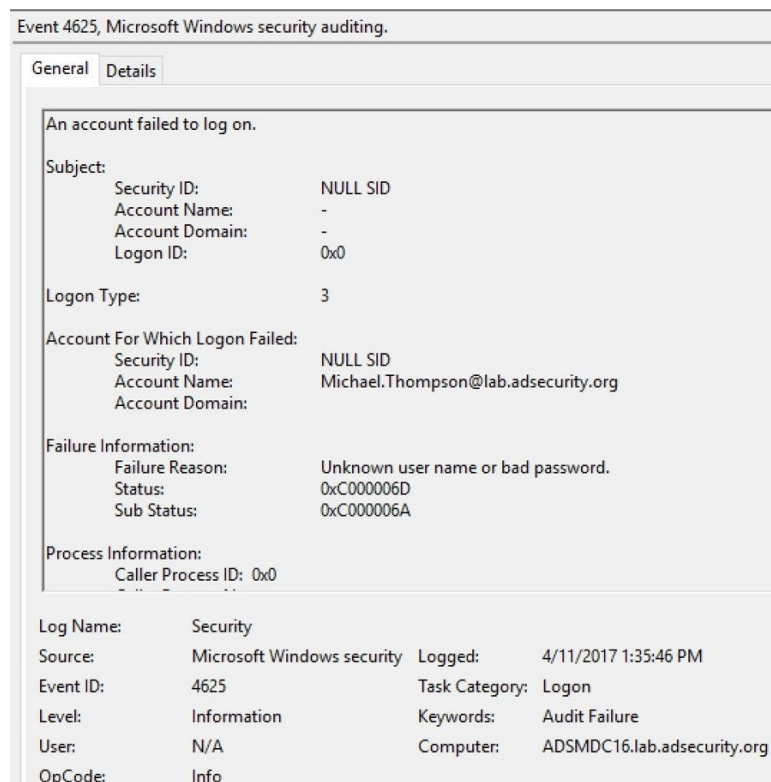 Event 4625, Microsoft Windows security auditing.
General Details
An account failed to log on.
Subject:
Security ID: NULL SID
Account Name: -
Account Domain: -
Logon ID: 0x0
Logon Type: 3
Account For Which Logon Failed:
Security ID: NULL SID
Account Name: Michael.Thompson@lab.adsecurity.org
Account Domain:
Failure Information:
Failure Reason: Unknown user name or bad password.
Status: 0xC000006D
Sub Status: 0xC000006A
Process Information:
Caller Process ID: 0x0
Log Name: Security
Source: Microsoft Windows security Logged: 4/11/2017 1:35:46 PM
Event ID: 4625 Task Category: Logon
Level: Information Keywords: Audit Failure
User: N/A Computer: ADSMDC16.lab.adsecurity.org
OpCode: Info